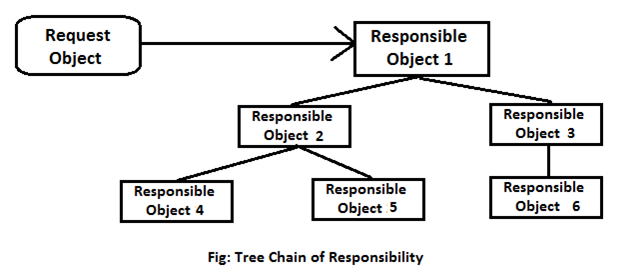 Request
Object
Responsible
Object 1
Responsible
Object 2
Responsible
Object 3
Responsible
Object 4
Responsible
Object 5
Responsible
Object 6
Fig: Tree Chain of Responsibility